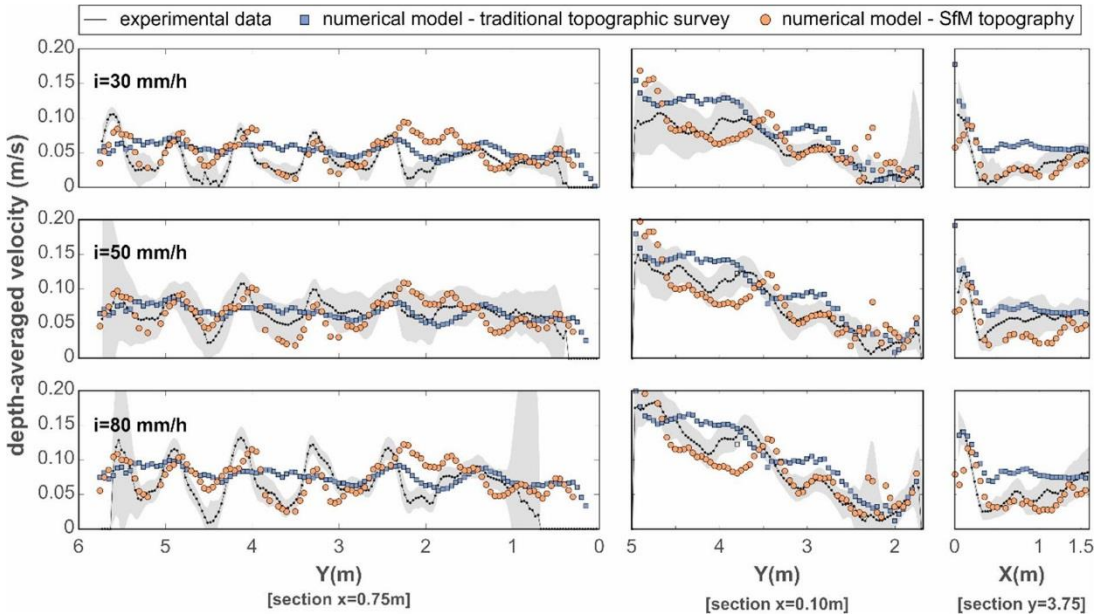 experimental data numerical model - traditional topographic survey numerical model - SfM topography
depth-averaged velocity (m/s)
0.20
i=30 mm/h
0.15
0.10
0.05
0
0.20
i=50 mm/h
0.15
0.10
0.05
0
0.20
i=80 mm/h
0.15
0.10
0.05
0
6 5 4 3 2 1 0 5 4 3 2 0 0.5 1 1.5
Y(m) Y(m) X(m)
[section x=0.75m] [section x=0.10m] [section y=3.75]